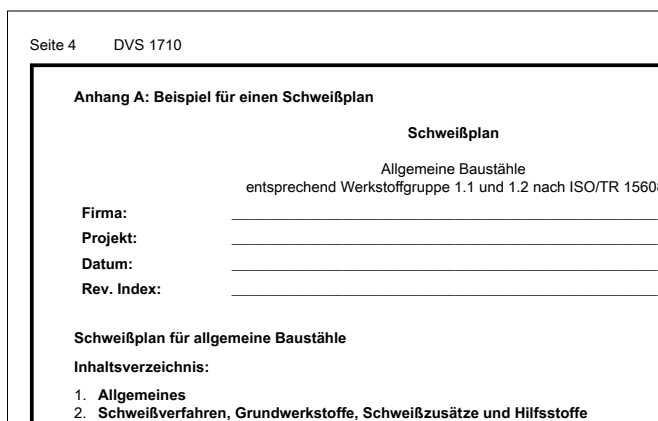 Seite 4 DVS 1710
Anhang A: Beispiel für einen Schweißplan
Schweißplan
Allgemeine Baustähle
entsprechend Werkstoffgruppe 1.1 und 1.2 nach ISO/TR 15608
Firma:
Projekt:
Datum:
Rev. Index:
Schweißplan für allgemeine Baustähle
Inhaltsverzeichnis:
1. Allgemeines
2. Schweißverfahren, Grundwerkstoffe, Schweißzusätze und Hilfsstoffe